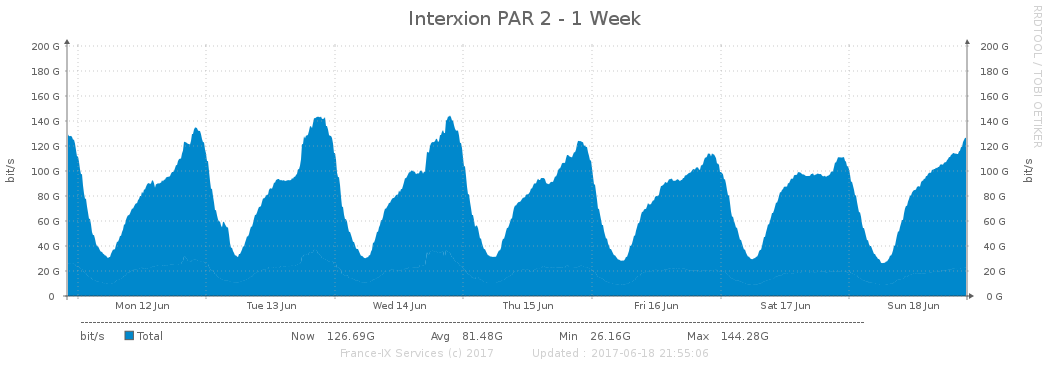 Interxion PAR 2 - 1 Week
RRDTOOL / TOBI OETIKER
bit/s
200 G
180 G
160 G
140 G
120 G
100 G
80 G
60 G
40 G
20 G
0
200 G
180 G
160 G
140 G
120 G
100 G
80 G
60 G
40 G
20 G
0 G
bit/s
Mon 12 Jun Tue 13 Jun Wed 14 Jun Thu 15 Jun Fri 16 Jun Sat 17 Jun Sun 18 Jun
bit/s Total Now 126.69G Avg 81.48G Min 26.16G Max 144.28G
France-IX Services (c) 2017 Updated : 2017-06-18 21:55:06